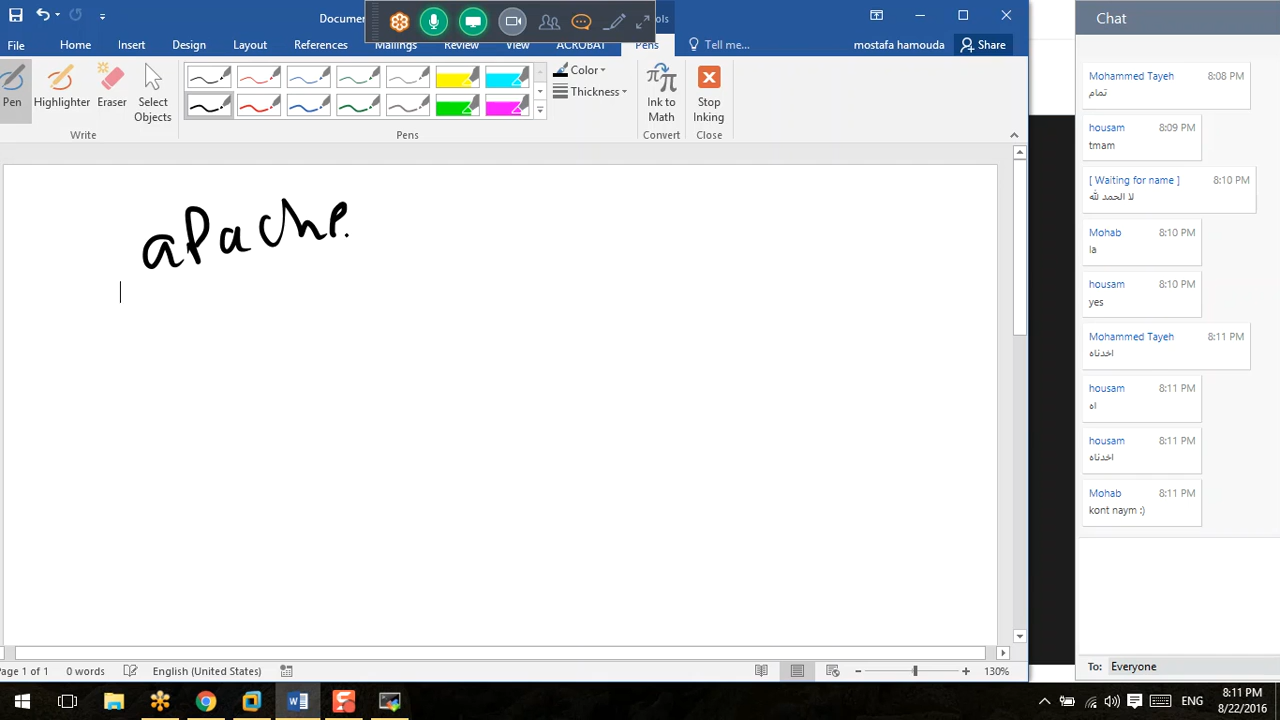 Docume
ols
File
Home
Insert
Design
Layout
References
Mailings
Review
View
ACROBAT
Pens
Tell me...
mostafa hamouda
Share
Pen
Highlighter
Eraser
Select
Objects
Color
Thickness
Ink to
Math
Stop
Inking
Write
Pens
Convert
Close
apache
Page 1 of 1
0 words
English (United States)
130%
Chat
Mohammed Tayeh
تمام
housam 8:09 PM
tmam
[ Waiting for name ] 8:10 PM
لا الحمد لله
Mohab 8:10 PM
la
housam 8:10 PM
yes
Mohammed Tayeh 8:11 PM
اخدناه
housam 8:11 PM
اه
housam 8:11 PM
اخدناه
Mohab 8:11 PM
kont naym :)
To: Everyone
ENG
8:11 PM
8/22/2016